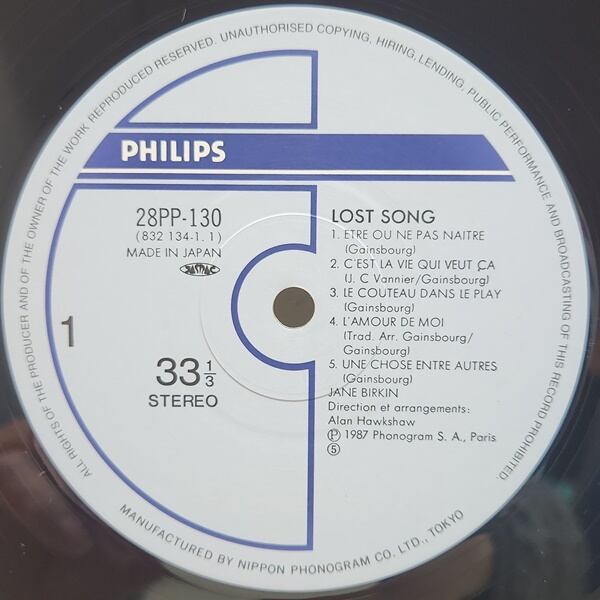 ALL RIGHTS OF THE PRODUCER AND OF THE OWNER OF THE WORK REPRODUCED RESERVED. UNAUTHORISED COPYING, HIRING, LENDING, PUBLIC PERFORMANCE AND BROADCASTING OF THIS RECORD PROHIBITED.
PHILIPS
28PP-130
(832 134-1. 1)
MADE IN JAPAN
JASRAC
1
33 1/3
STEREO
LOST SONG
1. ETRE OU NE PAS NAITRE
(Gainsbourg)
2. C'EST LA VIE QUI VEUT ÇA
(J. C Vannier/Gainsbourg)
3. LE COUTEAU DANS LE PLAY
(Gainsbourg)
4. L'AMOUR DE MOI
(Trad. Arr. Gainsbourg/
Gainsbourg)
5. UNE CHOSE ENTRE AUTRES
(Gainsbourg)
JANE BIRKIN
Direction et arrangements:
Alan Hawkshaw
Ⓟ 1987 Phonogram S. A., Paris
⑤
MANUFACTURED BY NIPPON PHONOGRAM CO. LTD., TOKYO